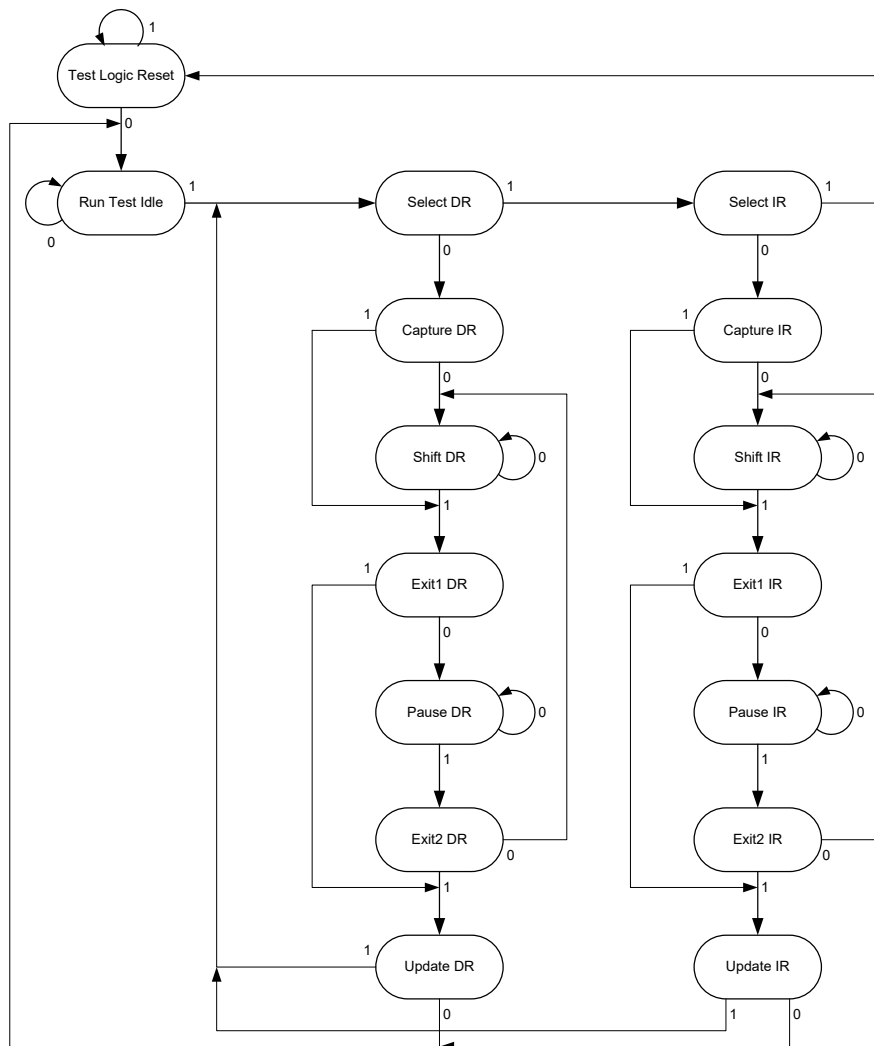 1
Test Logic Reset
0
Run Test Idle
1
0
Select DR
1
0
Select IR
1
0
1
Capture DR
0
1
Capture IR
0
Shift DR
0
1
Shift IR
0
1
1
Exit1 DR
0
1
Exit1 IR
0
Pause DR
0
1
Pause IR
0
1
Exit2 DR
0
1
Exit2 IR
0
1
1
Update DR
0
Update IR
1
0